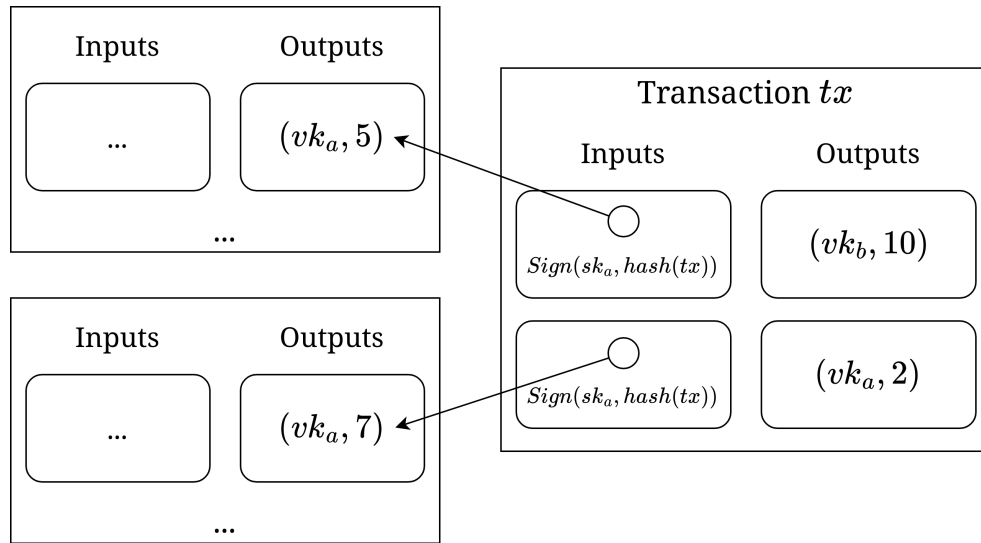 Inputs Outputs
... (vk_a, 5)
...
Inputs Outputs
... (vk_a, 7)
...
Transaction tx
Inputs Outputs
Sign(sk_a, hash(tx)) (vk_b, 10)
Sign(sk_a, hash(tx)) (vk_a, 2)